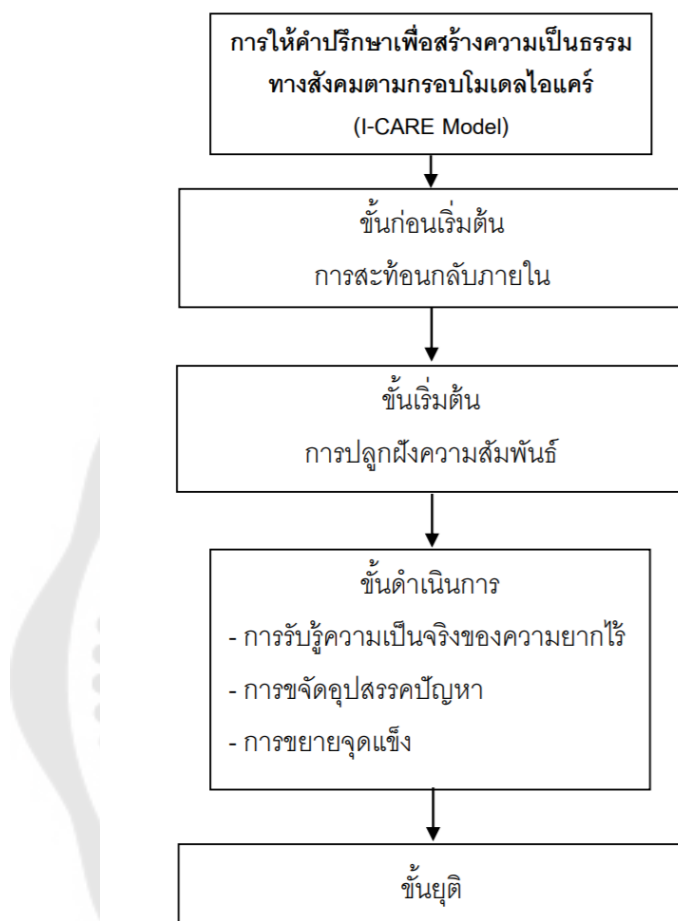 การให้คำปรึกษาเพื่อสร้างความเป็นธรรม
ทางสังคมตามกรอบโมเดลไอแคร์
(I-CARE Model)
ขั้นก่อนเริ่มต้น
การสะท้อนกลับภายใน
ขั้นเริ่มต้น
การปลูกฝังความสัมพันธ์
ขั้นดำเนินการ
- การรับรู้ความเป็นจริงของความยากไร้
- การขจัดอุปสรรคปัญหา
- การขยายจุดแข็ง
ขั้นยุติ